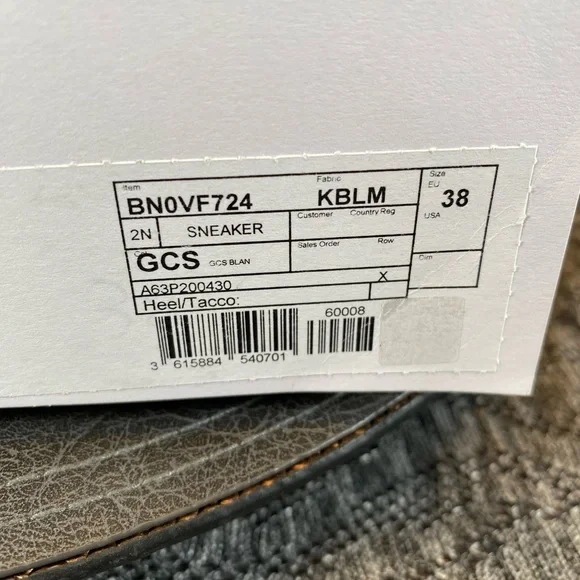 Item Fabric Size
BN0VF724 KBLM EU 38
2N SNEAKER Customer Country Reg USA
GCS GCS BLAN Sales Order Row Dim
A63P200430 X
Heel/Tacco:
60008
3 615884 540701